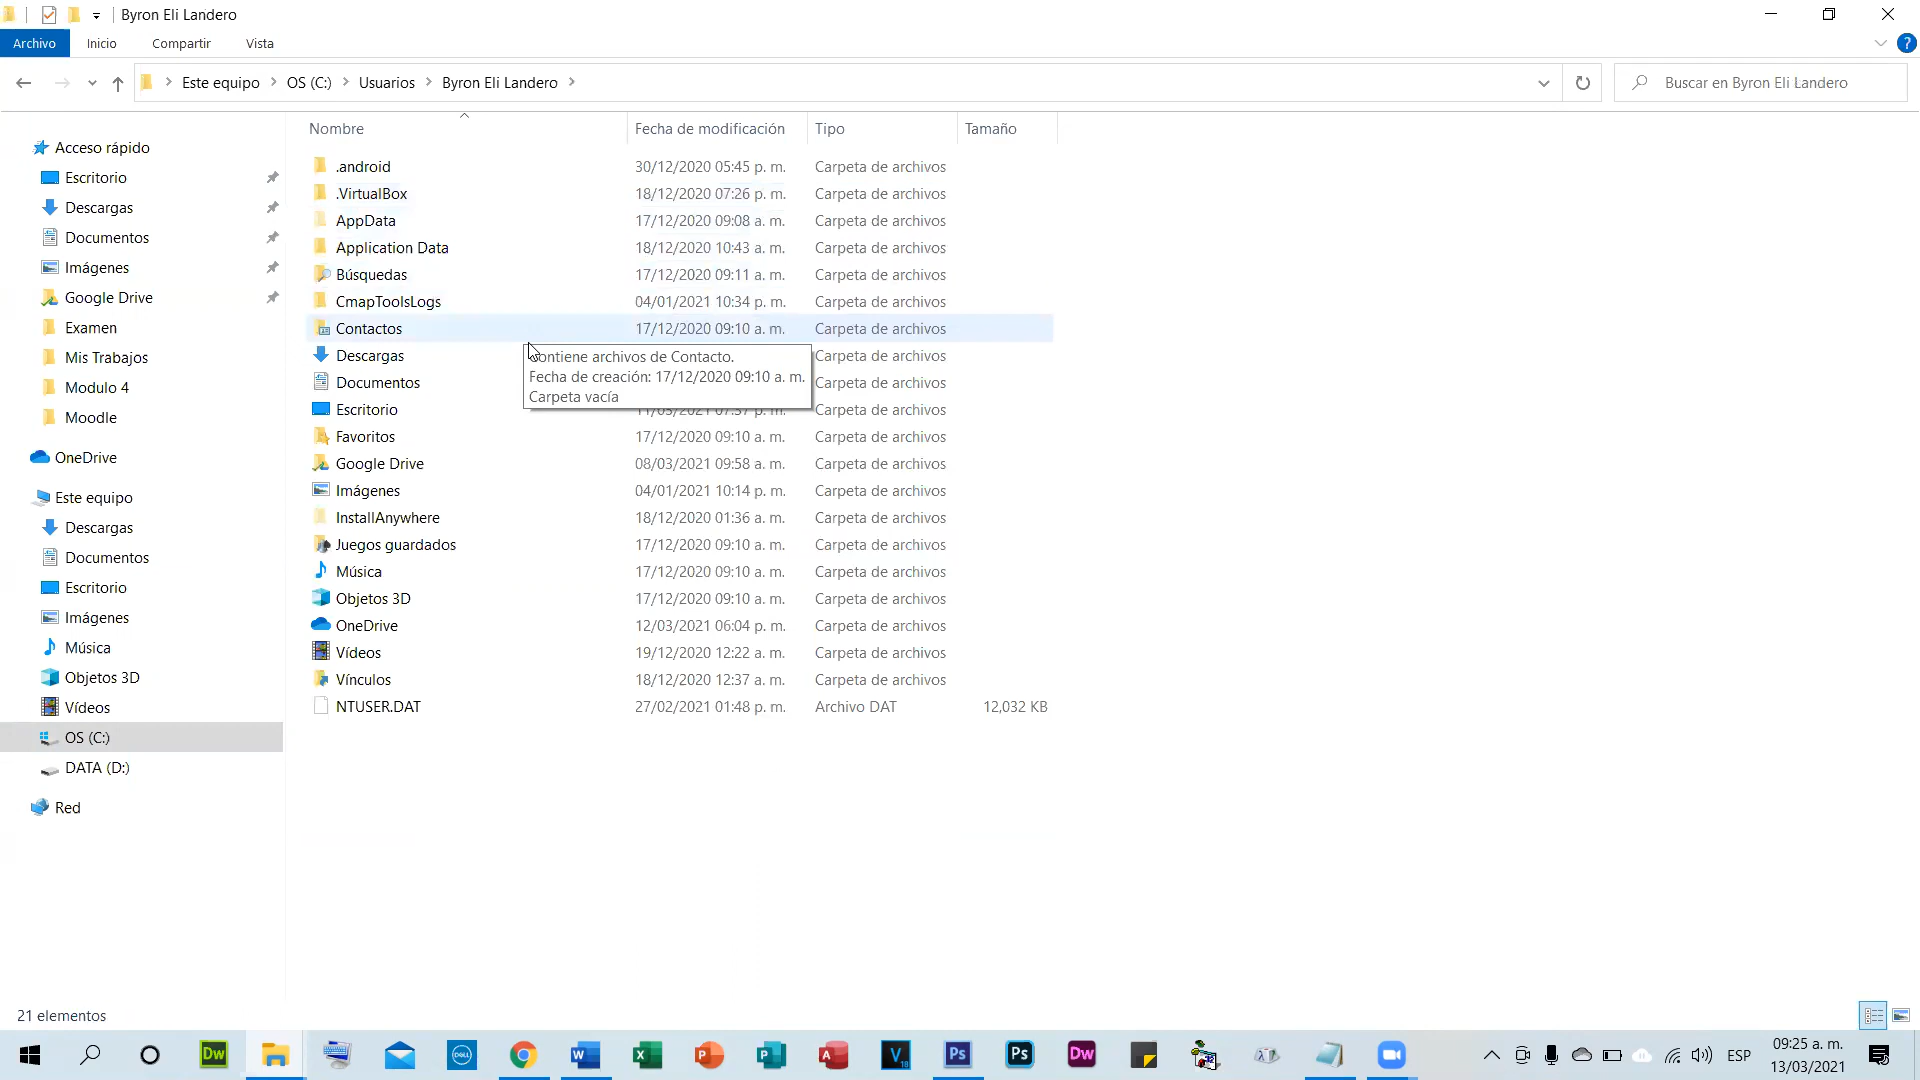 Byron Eli Landero
Archivo Inicio Compartir Vista
Este equipo OS (C:) Usuarios Byron Eli Landero
Buscar en Byron Eli Landero
Acceso rápido
Escritorio
Descargas
Documentos
Imágenes
Google Drive
Examen
Mis Trabajos
Modulo 4
Moodle
OneDrive
Este equipo
Descargas
Documentos
Escritorio
Imágenes
Música
Objetos 3D
Vídeos
OS (C:)
DATA (D:)
Red
Nombre Fecha de modificación Tipo Tamaño
.android 30/12/2020 05:45 p. m. Carpeta de archivos
.VirtualBox 18/12/2020 07:26 p. m. Carpeta de archivos
AppData 17/12/2020 09:08 a. m. Carpeta de archivos
Application Data 18/12/2020 10:43 a. m. Carpeta de archivos
Búsquedas 17/12/2020 09:11 a. m. Carpeta de archivos
CmapToolsLogs 04/01/2021 10:34 p. m. Carpeta de archivos
Contactos 17/12/2020 09:10 a. m. Carpeta de archivos
Descargas Carpeta de archivos
Contiene archivos de Contacto.
Fecha de creación: 17/12/2020 09:10 a. m.
Carpeta vacía
Documentos Carpeta de archivos
Escritorio Carpeta de archivos
Favoritos 17/12/2020 09:10 a. m. Carpeta de archivos
Google Drive 08/03/2021 09:58 a. m. Carpeta de archivos
Imágenes 04/01/2021 10:14 p. m. Carpeta de archivos
InstallAnywhere 18/12/2020 01:36 a. m. Carpeta de archivos
Juegos guardados 17/12/2020 09:10 a. m. Carpeta de archivos
Música 17/12/2020 09:10 a. m. Carpeta de archivos
Objetos 3D 17/12/2020 09:10 a. m. Carpeta de archivos
OneDrive 12/03/2021 06:04 p. m. Carpeta de archivos
Vídeos 19/12/2020 12:22 a. m. Carpeta de archivos
Vínculos 18/12/2020 12:37 a. m. Carpeta de archivos
NTUSER.DAT 27/02/2021 01:48 p. m. Archivo DAT 12,032 KB
21 elementos
ESP
09:25 a. m.
13/03/2021